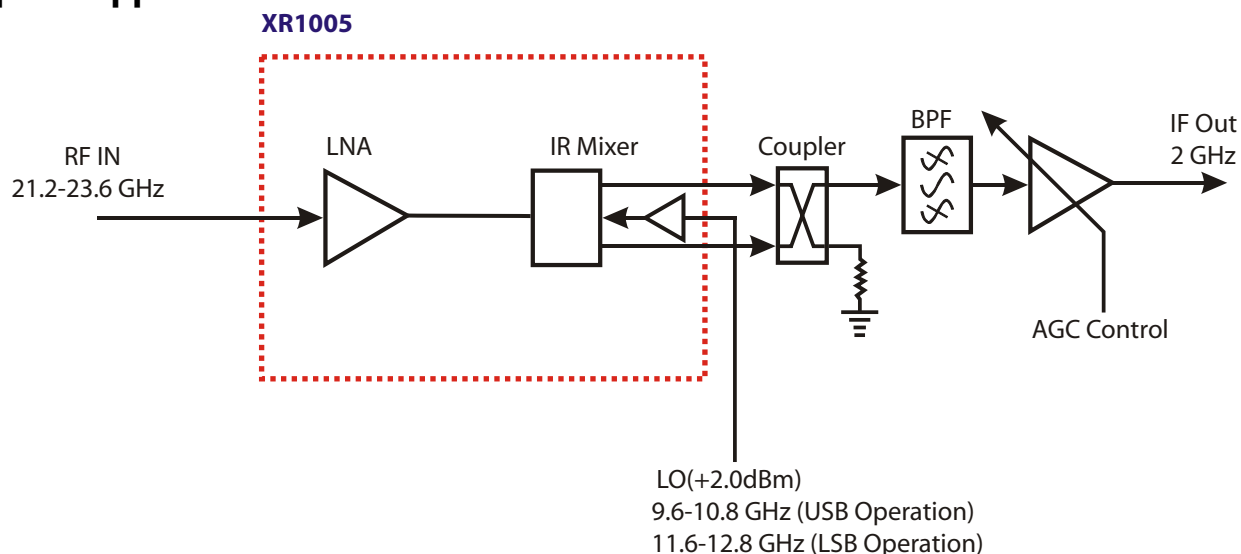 XR1005
RF IN
21.2-23.6 GHz
LNA
IR Mixer
Coupler
BPF
IF Out
2 GHz
AGC Control
LO(+2.0dBm)
9.6-10.8 GHz (USB Operation)
11.6-12.8 GHz (LSB Operation)